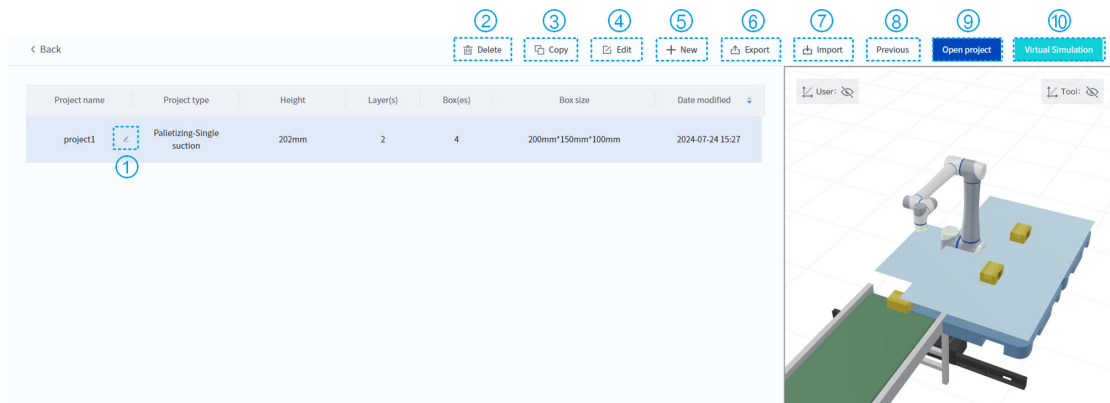 ② ③ ④ ⑤ ⑥ ⑦ ⑧ ⑨ ⑩
Back Delete Copy Edit New Export Import Previous Open project Virtual Simulation
User: Tool:
Project name Project type Height Layer(s) Box(es) Box size Date modified
project1 Palletizing-Single suction 202mm 2 4 200mm*150mm*100mm 2024-07-24 15:27
①